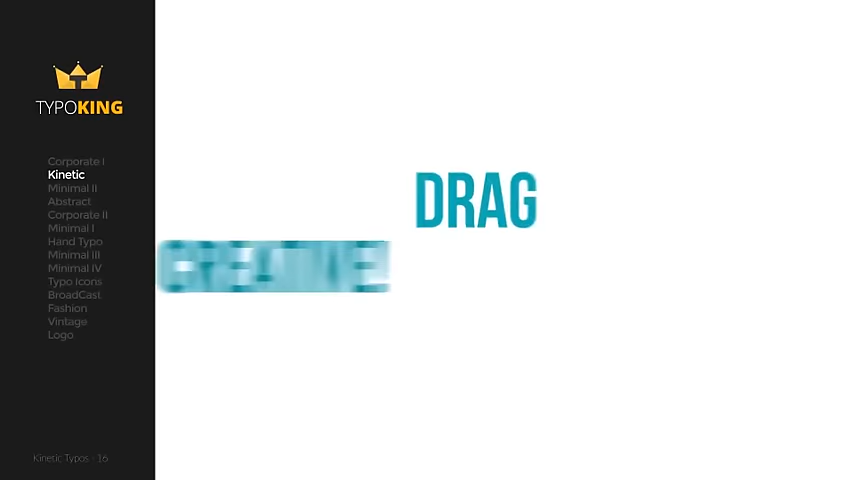 TYPOKING
Corporate I
Kinetic
Minimal II
Abstract
Corporate II
Minimal I
Hand Typo
Minimal III
Minimal IV
Typo Icons
BroadCast
Fashion
Vintage
Logo
Kinetic Typos - 16
DRAG
CREATIVE!